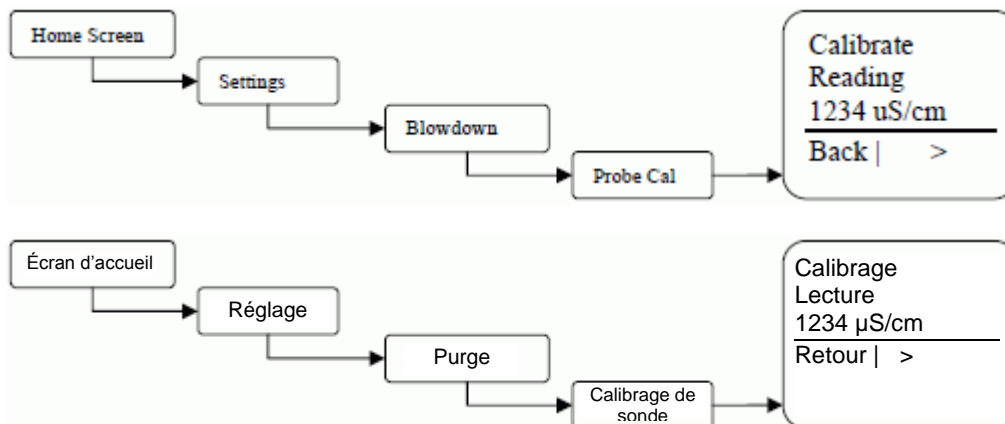 Home Screen
Settings
Blowdown
Probe Cal
Calibrate
Reading
1234 uS/cm
Back | >
Écran d'accueil
Réglage
Purge
Calibrage de
sonde
Calibrage
Lecture
1234 µS/cm
Retour | >